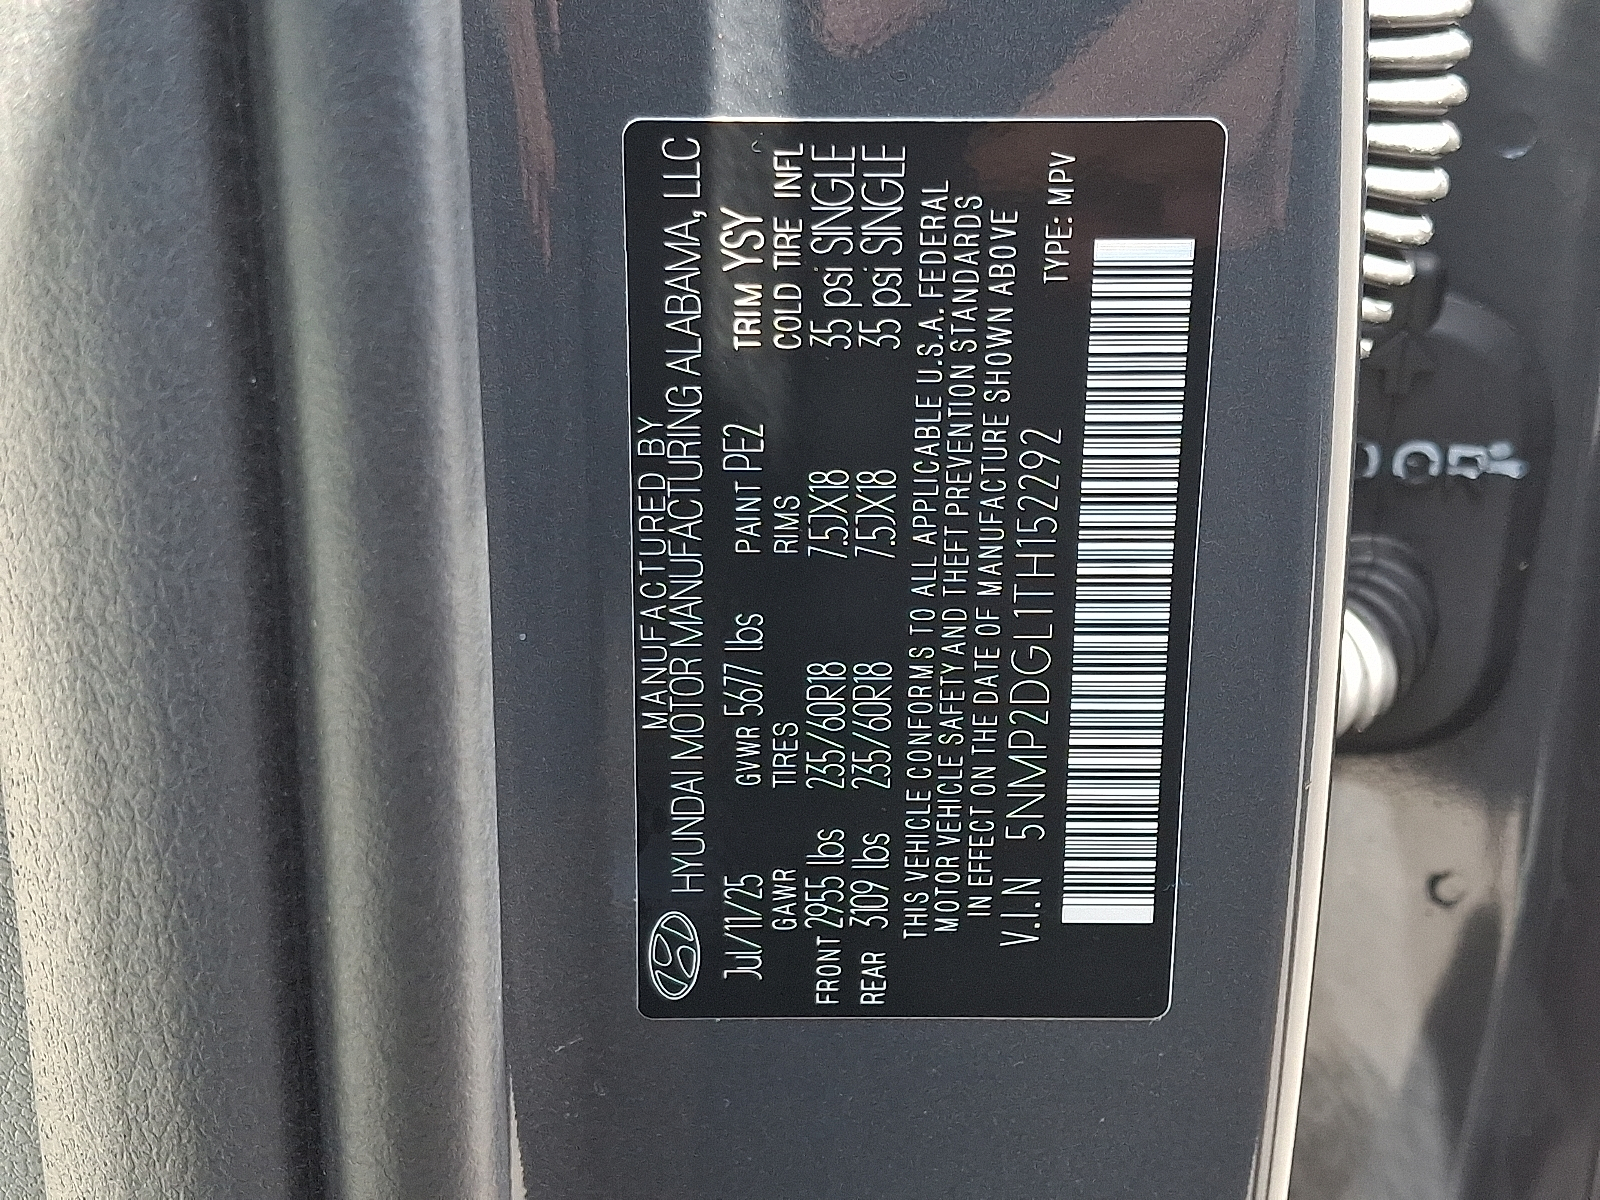 MANUFACTURED BY
HYUNDAI MOTOR MANUFACTURING ALABAMA, LLC
Jul/11/25 GVWR 5677 lbs PAINT PE2 TRIM YSY
GAWR TIRES RIMS COLD TIRE INFL
FRONT 2955 lbs 235/60R18 7.5JX18 35 psi SINGLE
REAR 3109 lbs 235/60R18 7.5JX18 35 psi SINGLE
THIS VEHICLE CONFORMS TO ALL APPLICABLE U.S.A. FEDERAL
MOTOR VEHICLE SAFETY AND THEFT PREVENTION STANDARDS
IN EFFECT ON THE DATE OF MANUFACTURE SHOWN ABOVE
V.I.N 5NMP2DGL1TH152292 TYPE: MPV